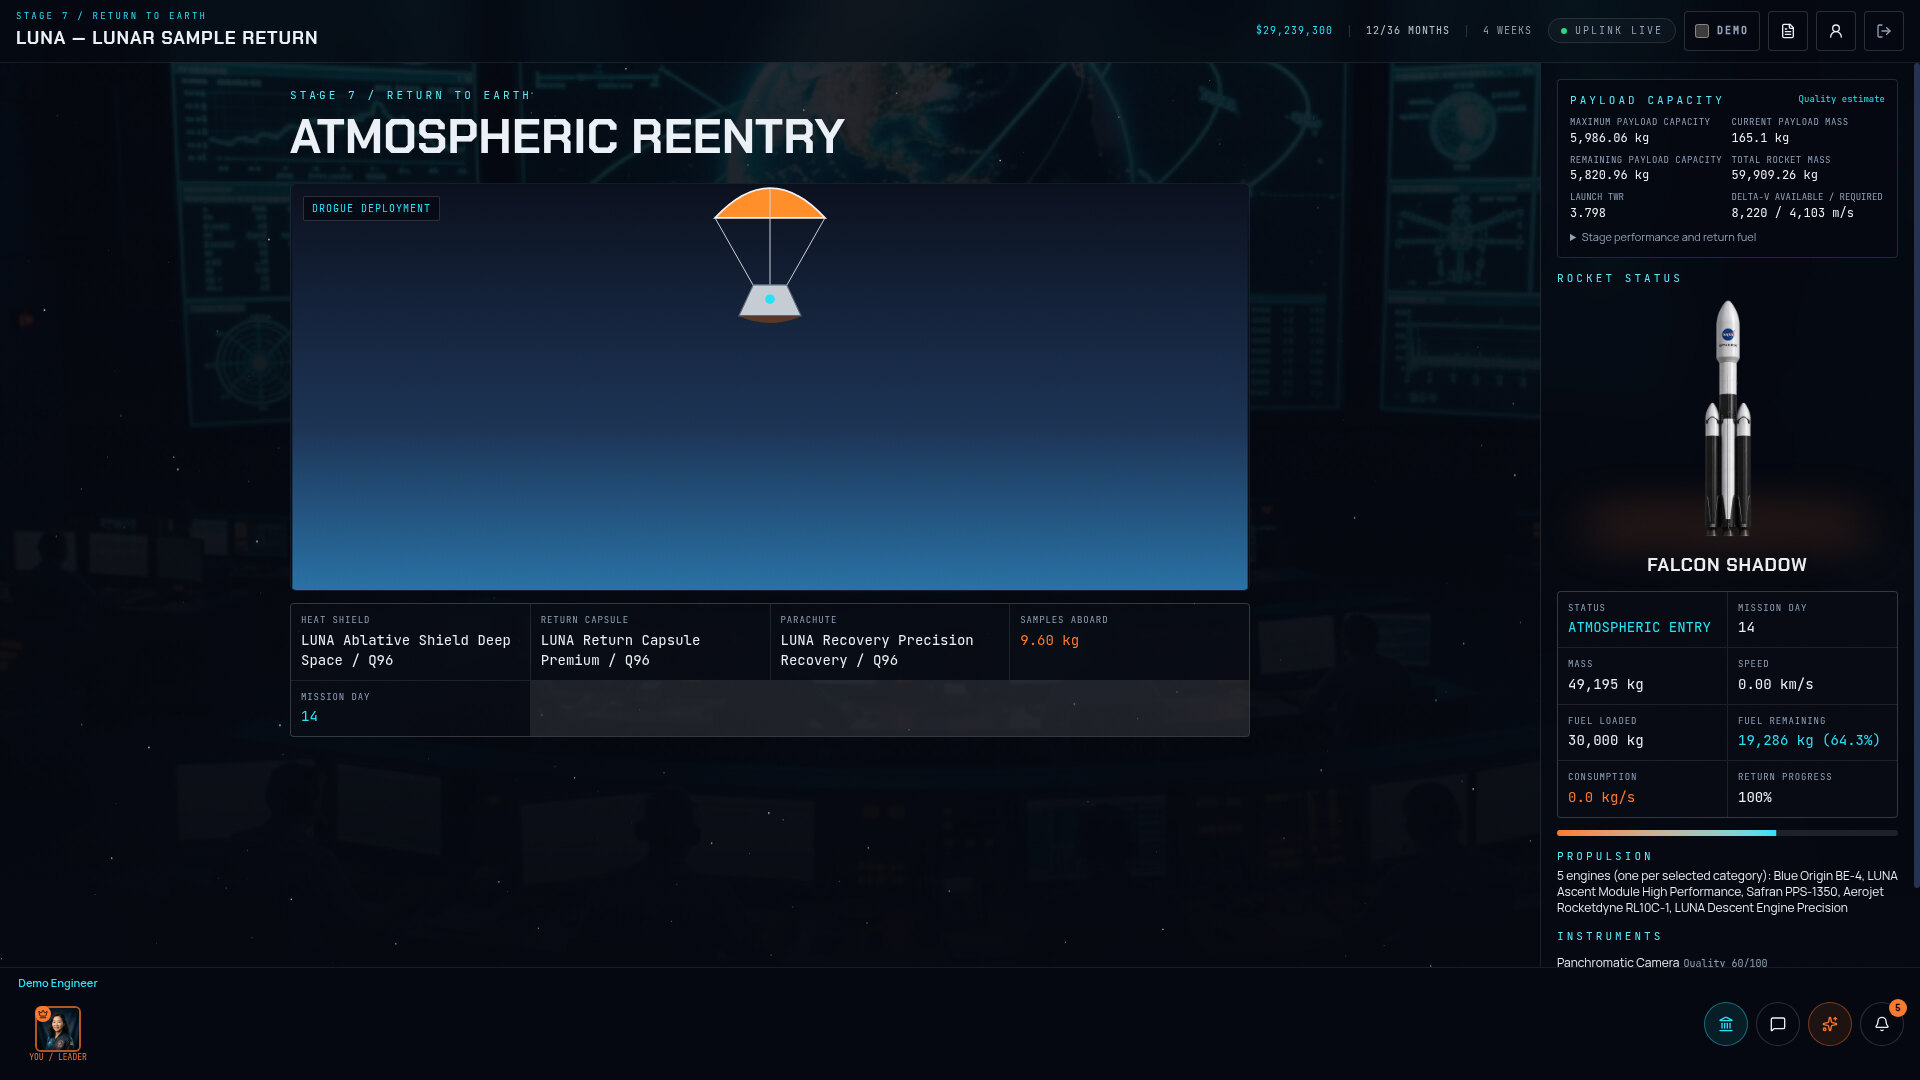 STAGE 7 / RETURN TO EARTH
LUNA — LUNAR SAMPLE RETURN
$29,239,300
12/36 MONTHS
4 WEEKS
UPLINK LIVE
DEMO
STAGE 7 / RETURN TO EARTH
ATMOSPHERIC REENTRY
DROGUE DEPLOYMENT
HEAT SHIELD
LUNA Ablative Shield Deep
Space / Q96
RETURN CAPSULE
LUNA Return Capsule
Premium / Q96
PARACHUTE
LUNA Recovery Precision
Recovery / Q96
SAMPLES ABOARD
9.60 kg
MISSION DAY
14
PAYLOAD CAPACITY
Quality estimate
MAXIMUM PAYLOAD CAPACITY
5,986.06 kg
CURRENT PAYLOAD MASS
165.1 kg
REMAINING PAYLOAD CAPACITY
5,820.96 kg
TOTAL ROCKET MASS
59,909.26 kg
LAUNCH TWR
3.798
DELTA-V AVAILABLE / REQUIRED
8,220 / 4,103 m/s
Stage performance and return fuel
ROCKET STATUS
FALCON SHADOW
STATUS
ATMOSPHERIC ENTRY
MISSION DAY
14
MASS
49,195 kg
SPEED
0.00 km/s
FUEL LOADED
30,000 kg
FUEL REMAINING
19,286 kg (64.3%)
CONSUMPTION
0.0 kg/s
RETURN PROGRESS
100%
PROPULSION
5 engines (one per selected category): Blue Origin BE-4, LUNA
Ascent Module High Performance, Safran PPS-1350, Aerojet
Rocketdyne RL10C-1, LUNA Descent Engine Precision
INSTRUMENTS
Panchromatic Camera Quality 60/100
Demo Engineer
YOU / LEADER
5